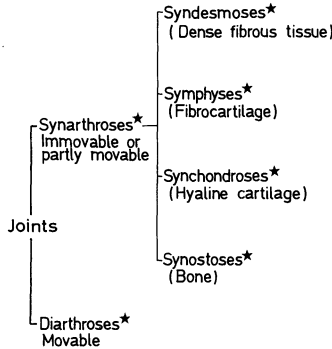 Syndesmoses★
(Dense fibrous tissue)
Symphyses★
(Fibrocartilage)
Synarthroses★
Immovable or
partly movable
Synchondroses★
(Hyaline cartilage)
Joints
Synostoses★
(Bone)
Diarthroses★
Movable